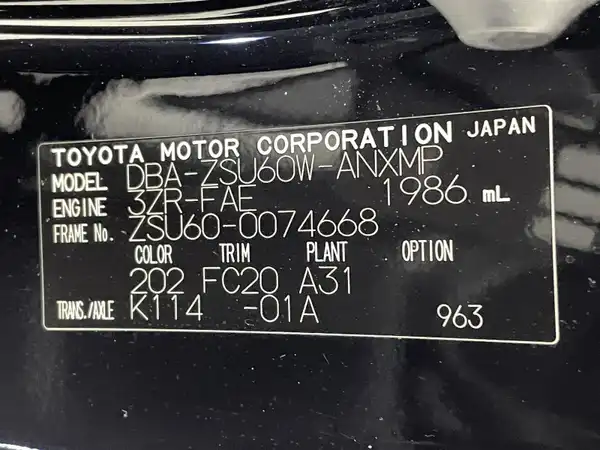 TOYOTA MOTOR CORPORATION JAPAN
MODEL DBA-ZSU60W-ANXMP
ENGINE 3ZR-FAE 1986 mL
FRAME No. ZSU60-0074668
COLOR TRIM PLANT OPTION
202 FC20 A31
TRANS./AXLE K114 -01A 963